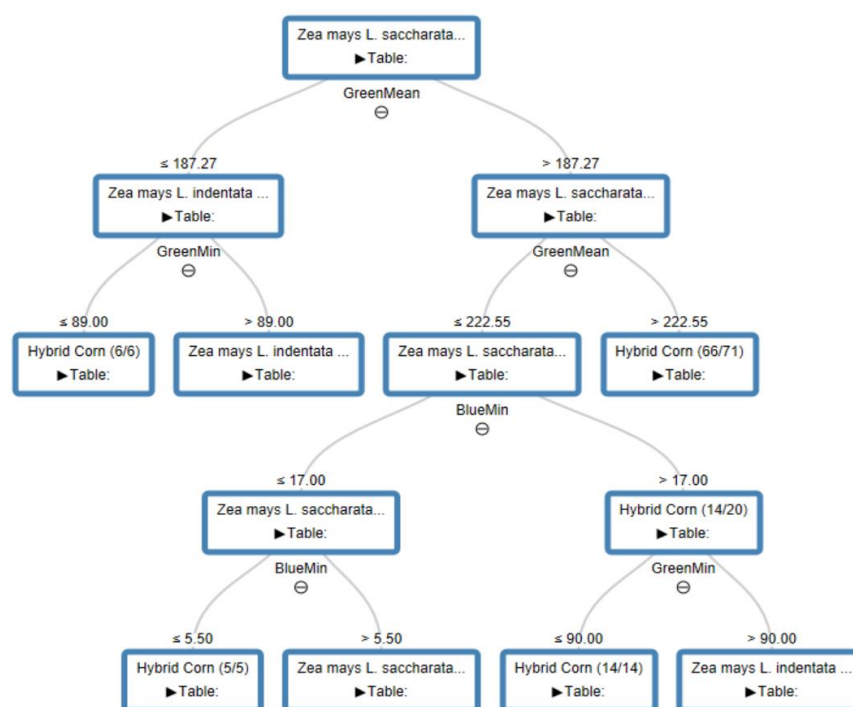 Zea mays L. saccharata...
▶Table:
GreenMean
≤ 187.27
> 187.27
Zea mays L. indentata ...
▶Table:
Zea mays L. saccharata...
▶Table:
GreenMin
GreenMean
≤ 89.00
> 89.00
≤ 222.55
> 222.55
Hybrid Corn (6/6)
▶Table:
Zea mays L. indentata ...
▶Table:
Zea mays L. saccharata...
▶Table:
Hybrid Corn (66/71)
▶Table:
BlueMin
≤ 17.00
> 17.00
Zea mays L. saccharata...
▶Table:
Hybrid Corn (14/20)
▶Table:
BlueMin
GreenMin
≤ 5.50
> 5.50
≤ 90.00
> 90.00
Hybrid Corn (5/5)
▶Table:
Zea mays L. saccharata...
▶Table:
Hybrid Corn (14/14)
▶Table:
Zea mays L. indentata ...
▶Table: